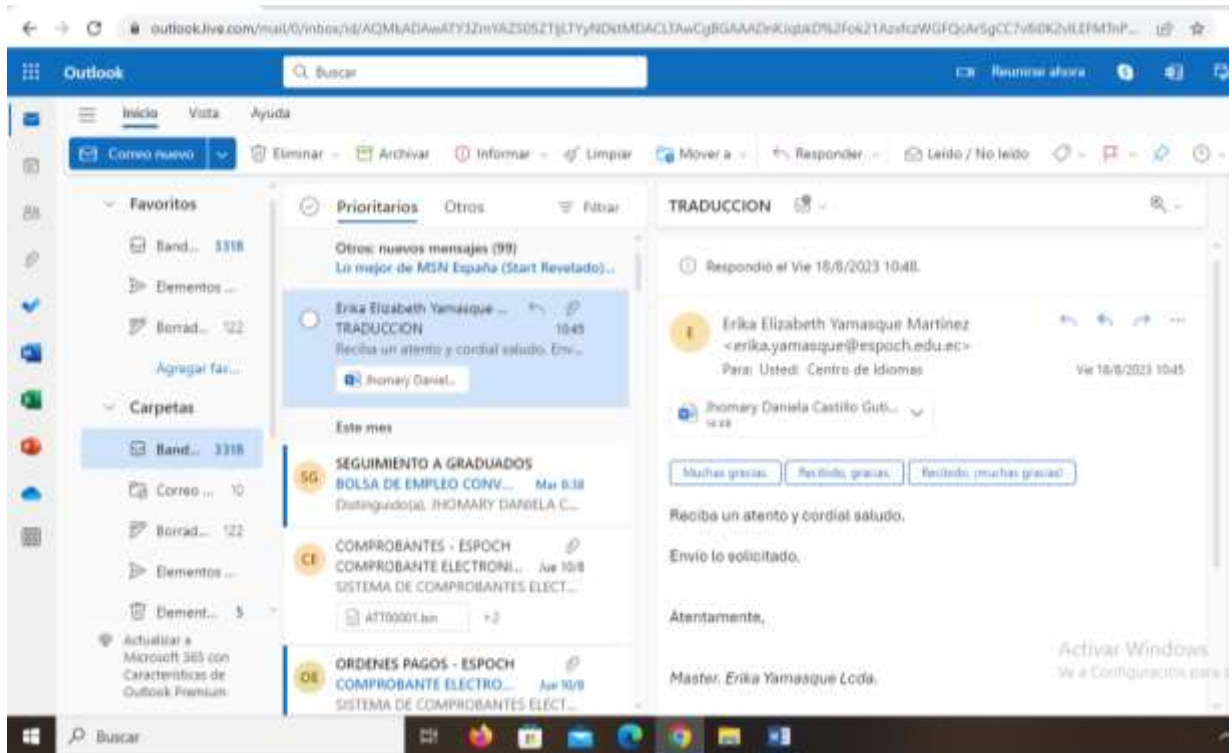 outlook.live.com/mail/0/inbox/id/
Outlook
Buscar
Reunirse ahora
Inicio Vista Ayuda
Correo nuevo
Eliminar
Archivar
Informar
Limpiar
Mover a
Responder
Leído / No leído
Favoritos
Band... 3318
Elementos ...
Borrad... 122
Agregar fav...
Carpetas
Band... 3318
Correo ... 10
Borrad... 122
Elementos ...
Element... 5
Actualizar a
Microsoft 365 con
Características de
Outlook Premium
Prioritarios Otros Filtrar
Otros: nuevos mensajes (99)
Lo mejor de MSN España (Start Revelado)...
Erika Elizabeth Yamasque ...
TRADUCCION 10:45
Reciba un atento y cordial saludo. Env...
Jhomary Daniel...
Este mes
SG
SEGUIMIENTO A GRADUADOS
BOLSA DE EMPLEO CONV... Mar 8:38
Distinguido(a), JHOMARY DANIELA C...
CE
COMPROBANTES - ESPOCH
COMPROBANTE ELECTRONI... Jue 10/8
SISTEMA DE COMPROBANTES ELECT...
ATT00001.bin +2
OE
ORDENES PAGOS - ESPOCH
COMPROBANTE ELECTRO... Jue 10/8
SISTEMA DE COMPROBANTES ELECT...
TRADUCCION
Respondió el Vie 18/8/2023 10:48.
E
Erika Elizabeth Yamasque Martinez
<erika.yamasque@espoch.edu.ec>
Para: Usted; Centro de Idiomas
Vie 18/8/2023 10:45
Jhomary Daniela Castillo Guti...
Muchas gracias.
Recibido, gracias.
Recibido, ¡muchas gracias!
Reciba un atento y cordial saludo.
Envio lo solicitado.
Atentamente,
Master. Erika Yamasque Lcda.
Activar Windows
Ve a Configuración para
Buscar